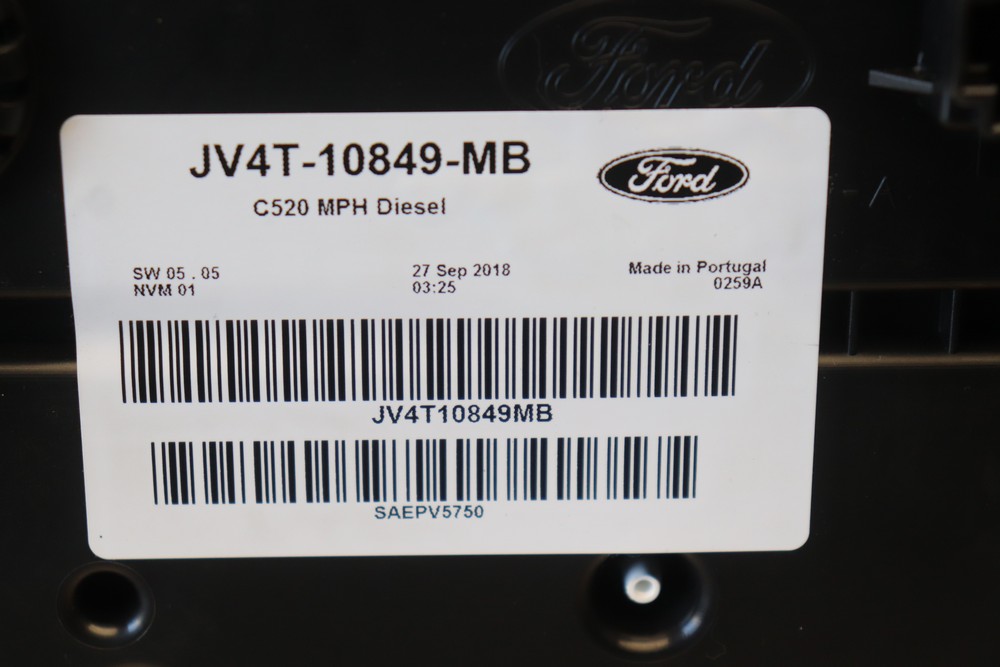 Ford
JV4T-10849-MB
Ford
C520 MPH Diesel
SW 05 . 05
27 Sep 2018
Made in Portugal
NVM 01
03:25
0259A
JV4T10849MB
SAEPV5750